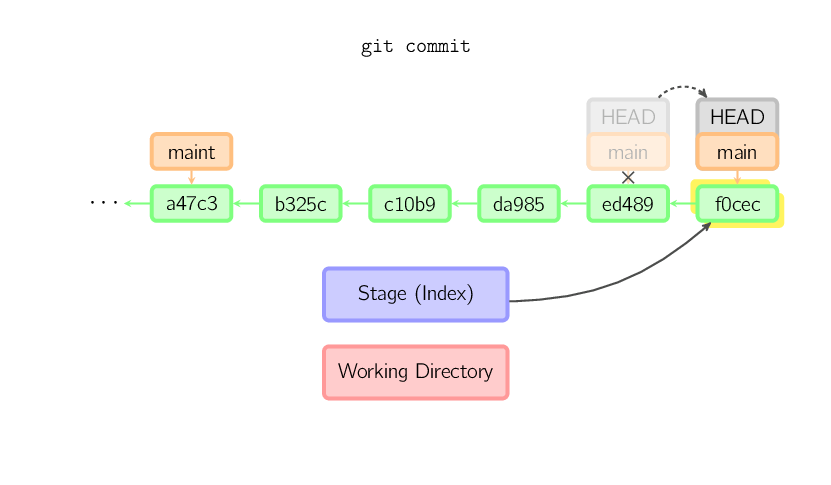 git commit
HEAD HEAD
maint main main
··· a47c3 b325c c10b9 da985 ed489 f0cec
Stage (Index)
Working Directory